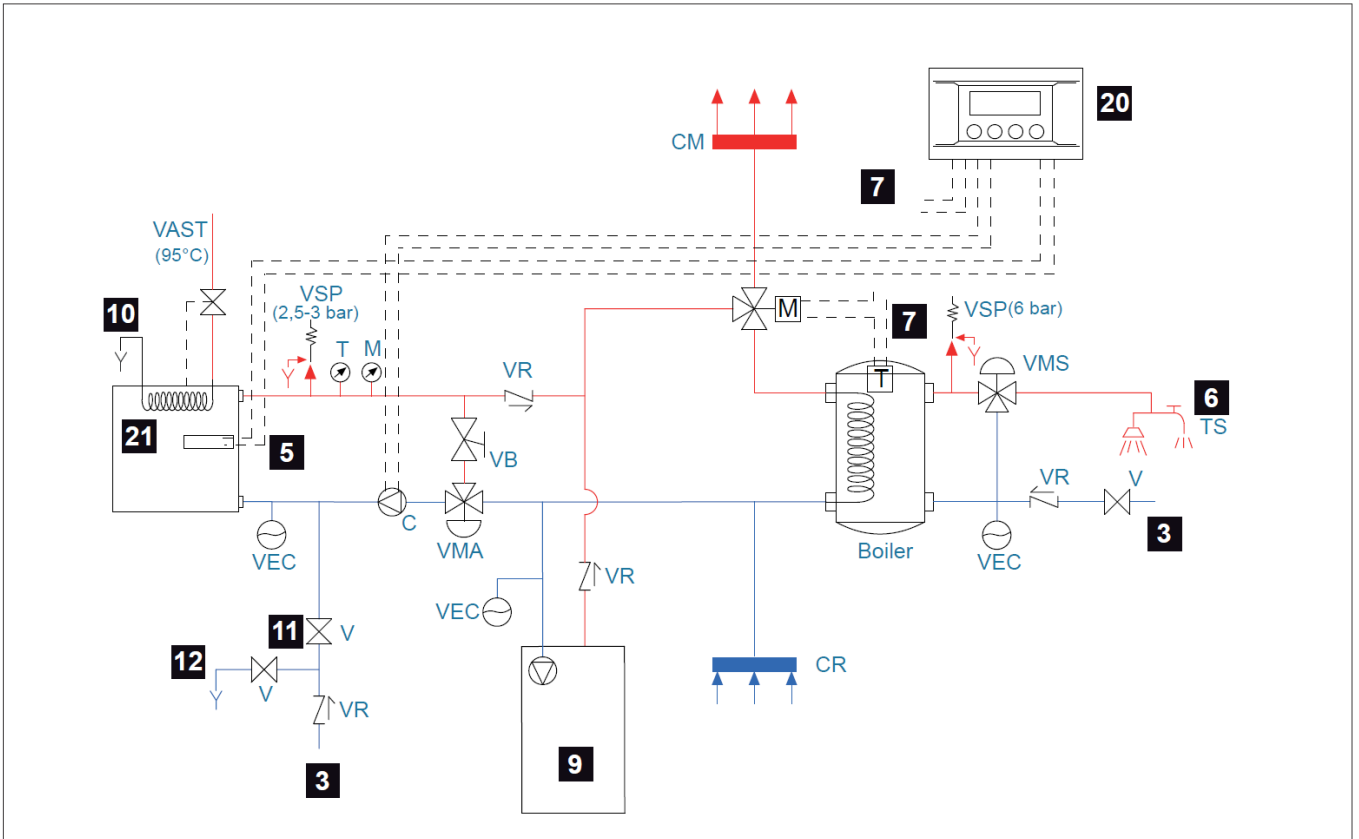 20
CM
7
VAST
(95°C)
VSP
(2,5-3 bar)
10
T
M
M
7
VSP (6 bar)
VR
VMS
T
21
5
VB
6
TS
VR
V
C
VMA
VEC
Boiler
VEC
3
VEC
VR
11
V
12
V
CR
VR
9
3